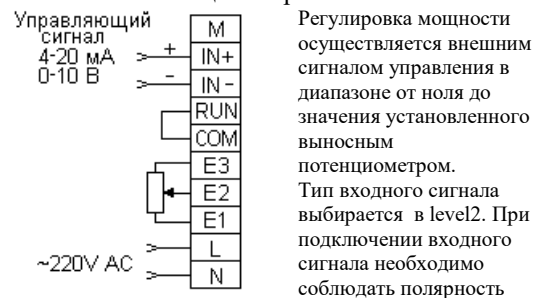 Управляющий
сигнал
4-20 мА
0-10 В
+
−
~220V AC
M
IN+
IN−
RUN
COM
E3
E2
E1
L
N
Регулировка мощности
осуществляется внешним
сигналом управления в
диапазоне от ноля до
значения установленного
выносным
потенциометром.
Тип входного сигнала
выбирается в level2. При
подключении входного
сигнала необходимо
соблюдать полярность